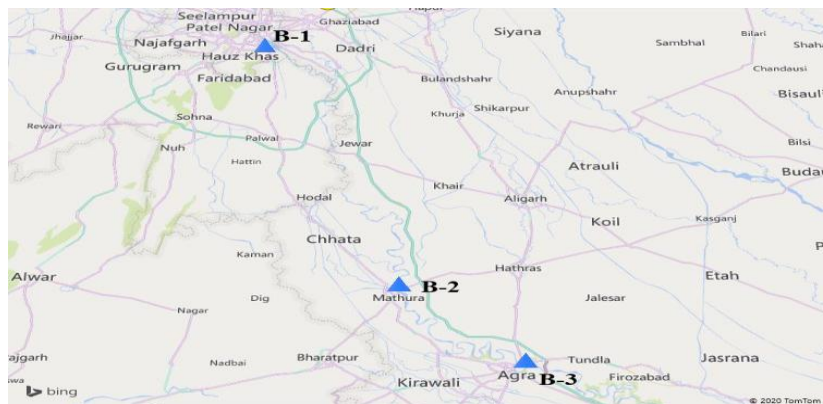 Seelampur
Ghaziabad
Patel Nagar
Siyana
Bilari
Jhajjar
Najafgarh
B-1
Dadri
Sambhal
Hauz Khas
Gurugram
Chandausi
Faridabad
Bulandshahr
Anupshahr
Bisauli
Sohna
Khurja
Shikarpur
Rewari
Palwal
Nuh
Jewar
Bilsi
Hattin
Atrauli
Khair
Budau
Hodal
Aligarh
Koil
Kasganj
Chhata
Kaman
Alwar
Hathras
Etah
B-2
Dig
Mathura
Jalesar
Nagar
Bharatpur
Nadbai
Tundla
Jasrana
Agra
B-3
Firozabad
Kirawali
bing
© 2020 TomTom